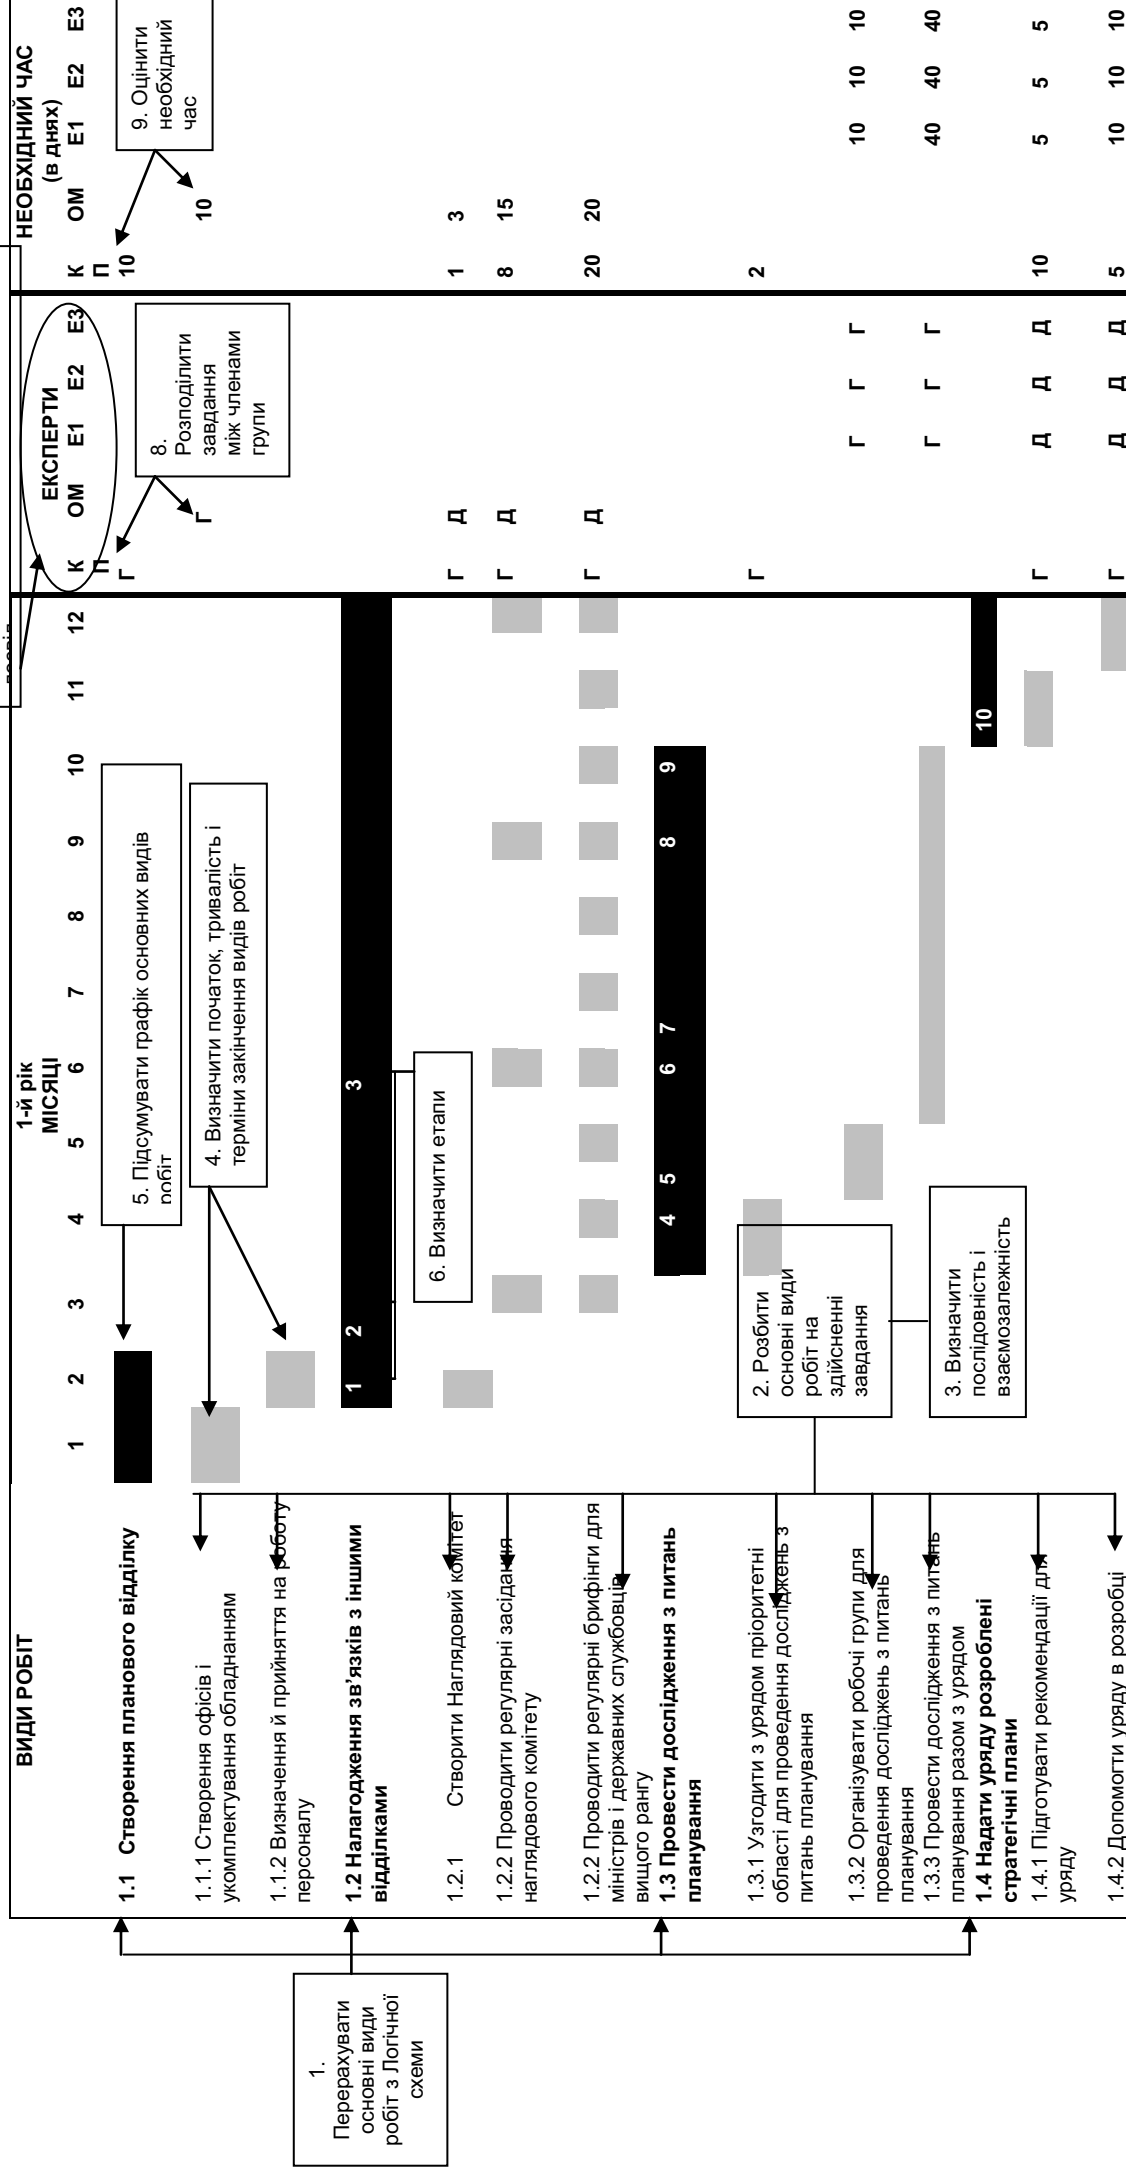 ВИДИ РОБІТ
1-й рік
МІСЯЦІ
1 2 3 4 5 6 7 8 9 10 11 12
ЕКСПЕРТИ
К ОМ Е1 Е2 Е3
П
НЕОБХІДНИЙ ЧАС
(в днях)
К ОМ Е1 Е2 Е3
П
1.1 Створення планового відділку
Г 10
1.1.1 Створення офісів і
укомплектування обладнанням
Г 10
1.1.2 Визначення й прийняття на роботу
персоналу
1.2 Налагодження зв'язків з іншими
відділками
1 2 3
1.2.1 Створити Наглядовий комітет
Г Д 1 3
1.2.2 Проводити регулярні засідання
наглядового комітету
Г Д 8 15
1.2.2 Проводити регулярні брифінги для
міністрів і державних службовців
вищого рангу
Г Д 20 20
1.3 Провести дослідження з питань
планування
4 5 6 7 8 9
1.3.1 Узгодити з урядом пріоритетні
області для проведення досліджень з
питань планування
Г 2
1.3.2 Організувати робочі групи для
проведення досліджень з питань
планування
Г Г Г 10 10 10
1.3.3 Провести дослідження з питань
планування разом з урядом
Г Г Г 40 40 40
1.4 Надати уряду розроблені
стратегічні плани
10
1.4.1 Підготувати рекомендації для
уряду
Г Д Д Д 10 5 5 5
1.4.2 Допомогти уряду в розробці
Г Д Д Д 5 10 10 10
1.
Перерахувати
основні види
робіт з Логічної
схеми
2. Розбити
основні види
робіт на
здійсненні
завдання
3. Визначити
послідовність і
взаємозалежність
4. Визначити початок, тривалість і
терміни закінчення видів робіт
5. Підсумувати графік основних видів
робіт
6. Визначити етапи
8.
Розподілити
завдання
між членами
групи
9. Оцінити
необхідний
час